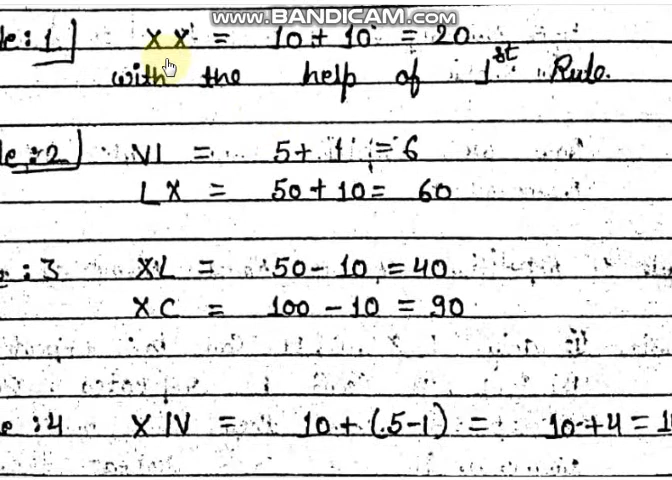 www.BANDICAM.com
le: 1 XX = 10 + 10 = 20
with the help of 1st Rule.
le: 2 VI = 5 + 1 = 6
LX = 50 + 10 = 60
: 3 XL = 50 - 10 = 40
XC = 100 - 10 = 90
e : 4 XIV = 10 + (5-1) = 10 + 4 = 1